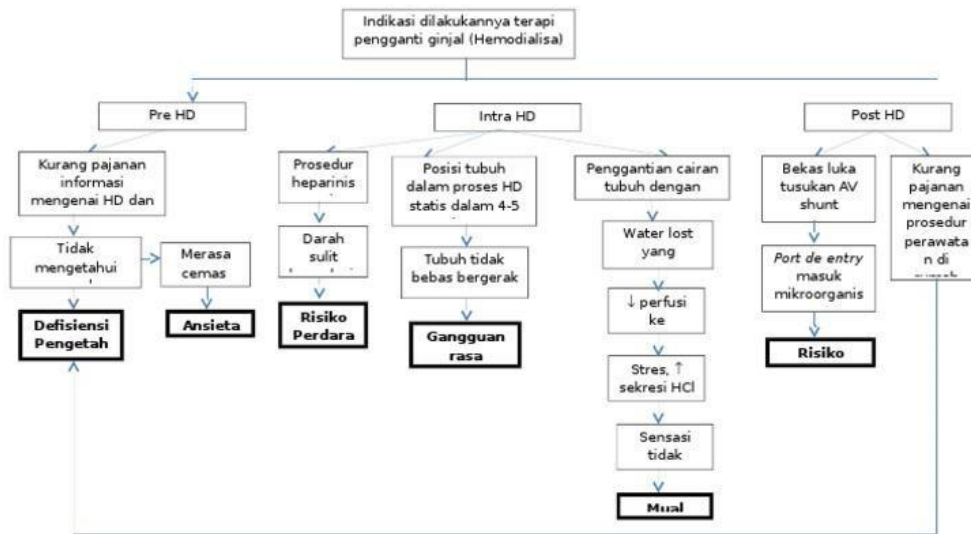 Indikasi dilakukannya terapi
pengganti ginjal (Hemodialisa)
Pre HD
Intra HD
Post HD
Kurang pajanan
informasi
mengenai HD dan
Prosedur
heparinis
Posisi tubuh
dalam proses HD
statis dalam 4-5
Penggantian cairan
tubuh dengan
Bekas luka
tusukan AV
shunt
Kurang
pajanan
mengenai
prosedur
perawata
n di
Tidak
mengetahui
Merasa
cemas
Darah
sulit
Tubuh tidak
bebas bergerak
Water lost
yang
Port de entry
masuk
mikroorganis
Defisiensi
Pengetah
Ansieta
Risiko
Perdara
Gangguan
rasa
↓ perfusi
ke
Risiko
Stres, ↑
sekresi HCl
Sensasi
tidak
Mual